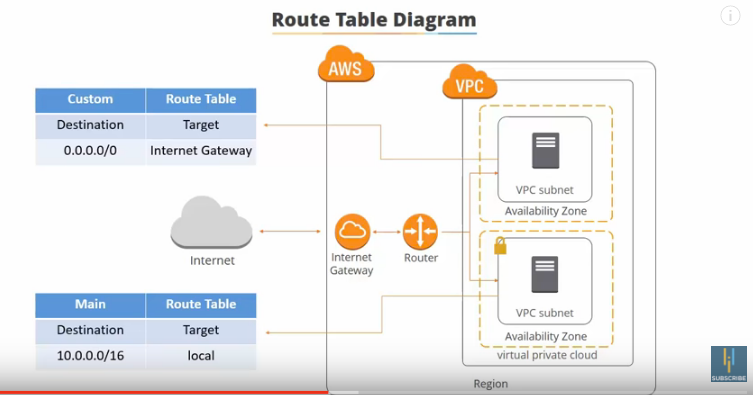 Route Table Diagram
AWS
VPC
Custom Route Table
Destination Target
0.0.0.0/0 Internet Gateway
VPC subnet
Availability Zone
Internet
Internet
Gateway
Router
Main Route Table
Destination Target
10.0.0.0/16 local
VPC subnet
Availability Zone
virtual private cloud
Region
SUBSCRIBE
i